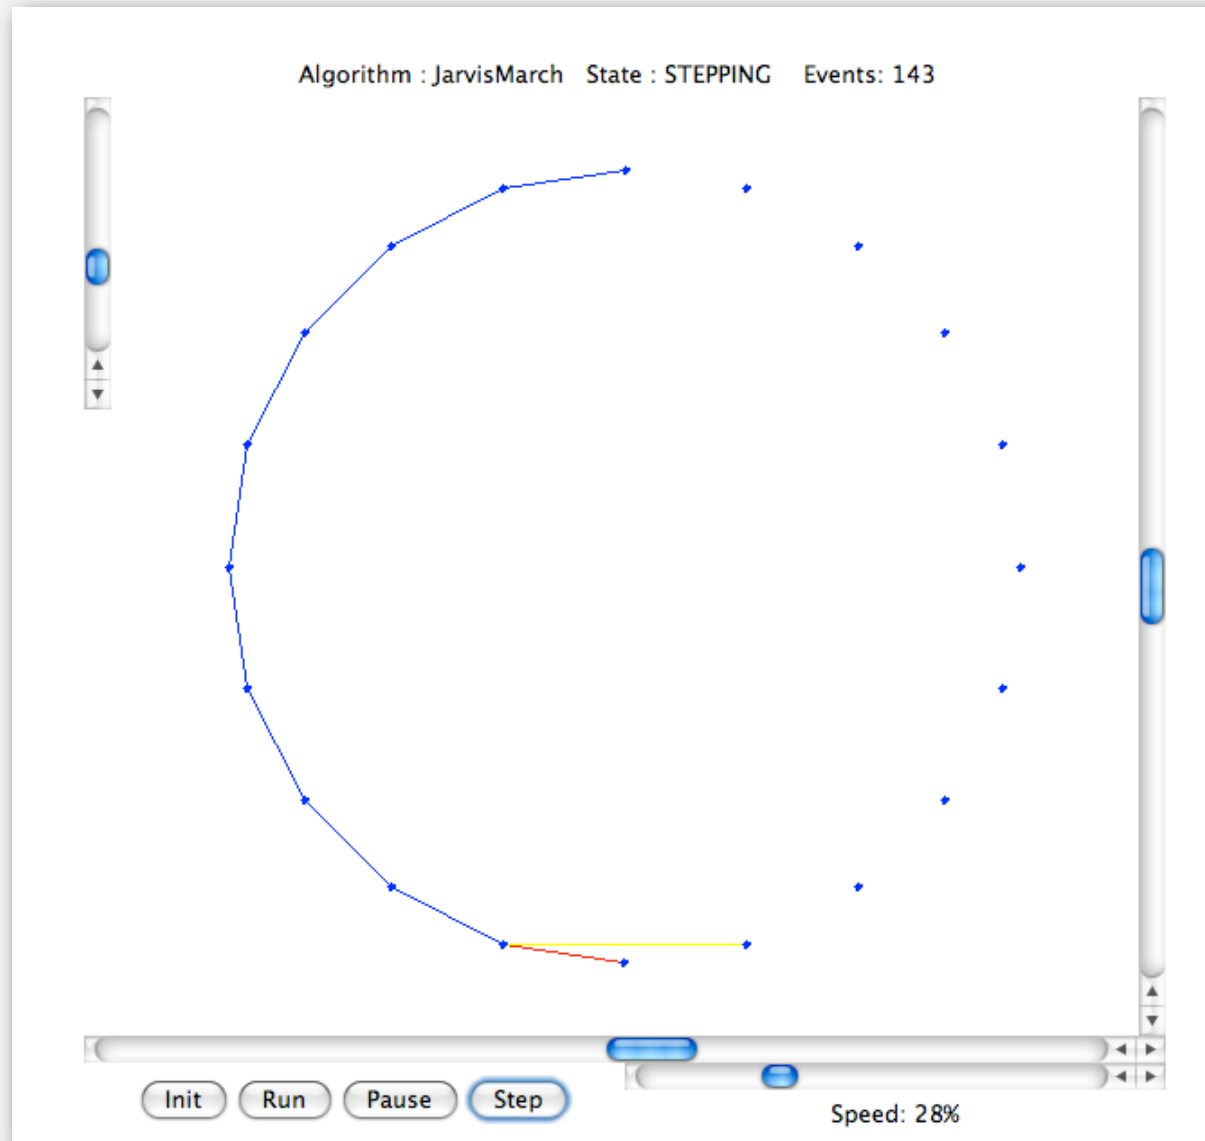 Algorithm : JarvisMarch State : STEPPING Events: 143
Init Run Pause Step
Speed: 28%